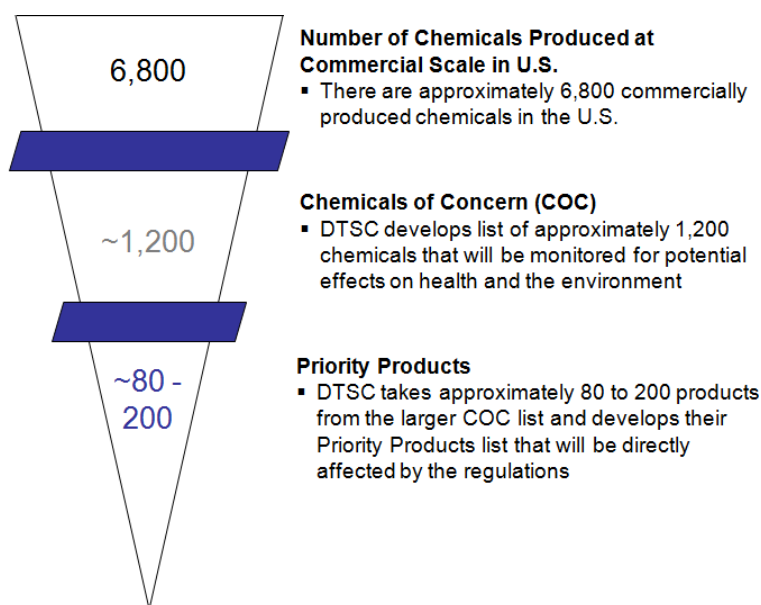 6,800
Number of Chemicals Produced at
Commercial Scale in U.S.
▪ There are approximately 6,800 commercially
produced chemicals in the U.S.
~1,200
Chemicals of Concern (COC)
▪ DTSC develops list of approximately 1,200
chemicals that will be monitored for potential
effects on health and the environment
~80 -
200
Priority Products
▪ DTSC takes approximately 80 to 200 products
from the larger COC list and develops their
Priority Products list that will be directly
affected by the regulations